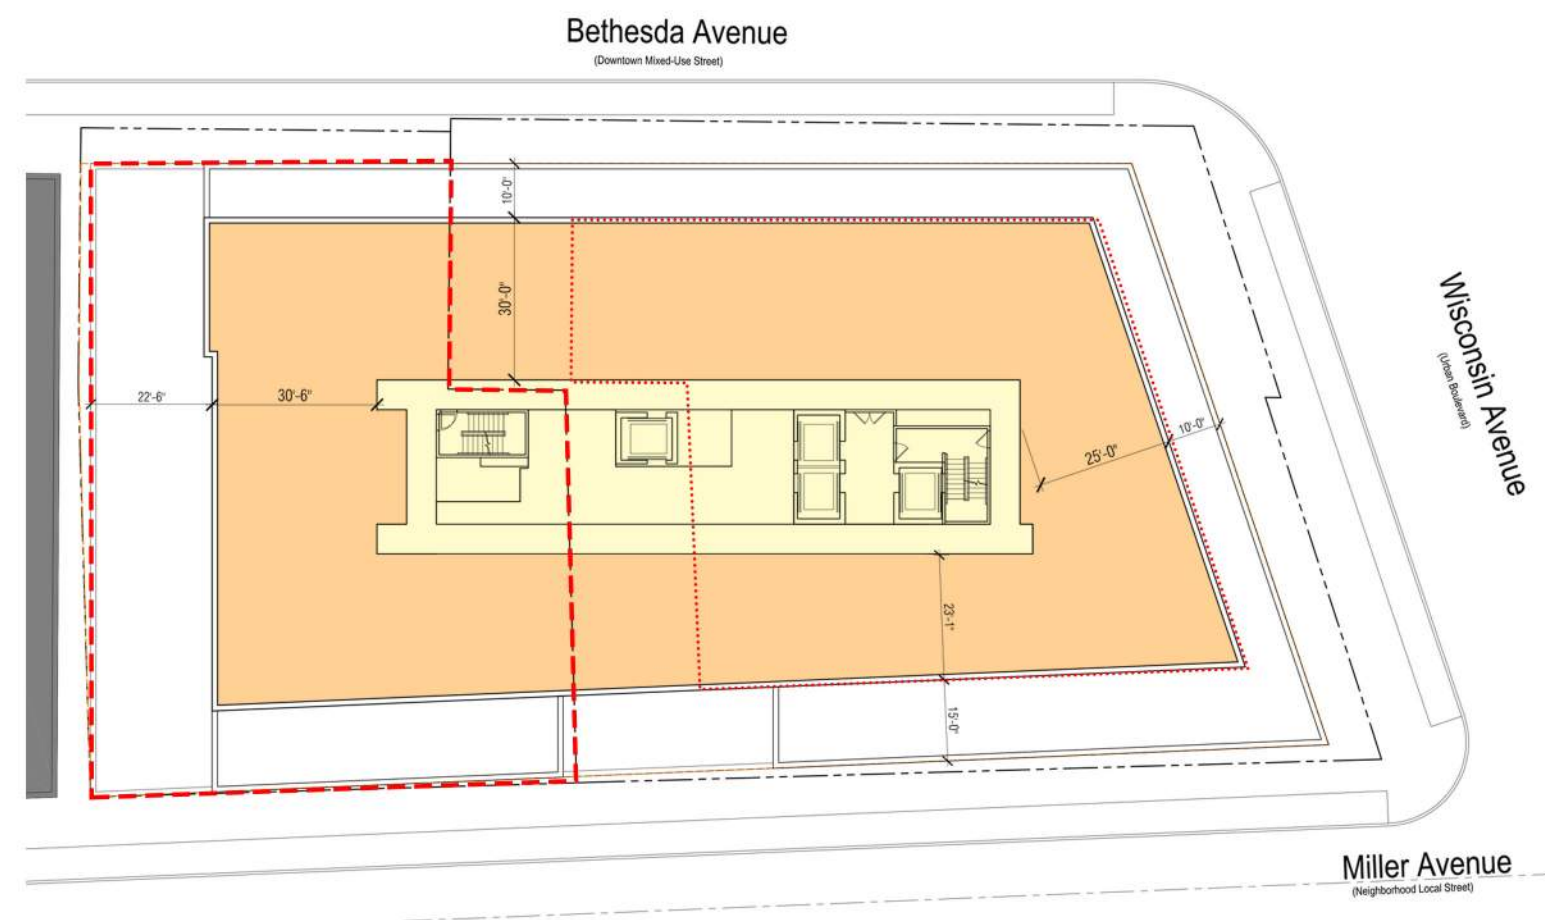 Bethesda Avenue
(Downtown Mixed-Use Street)
10'-0"
30'-0"
22'-6"
30'-6"
10'-0"
25'-0"
Wisconsin Avenue
(Urban Boulevard)
23'-1"
15'-0"
Miller Avenue
(Neighborhood Local Street)